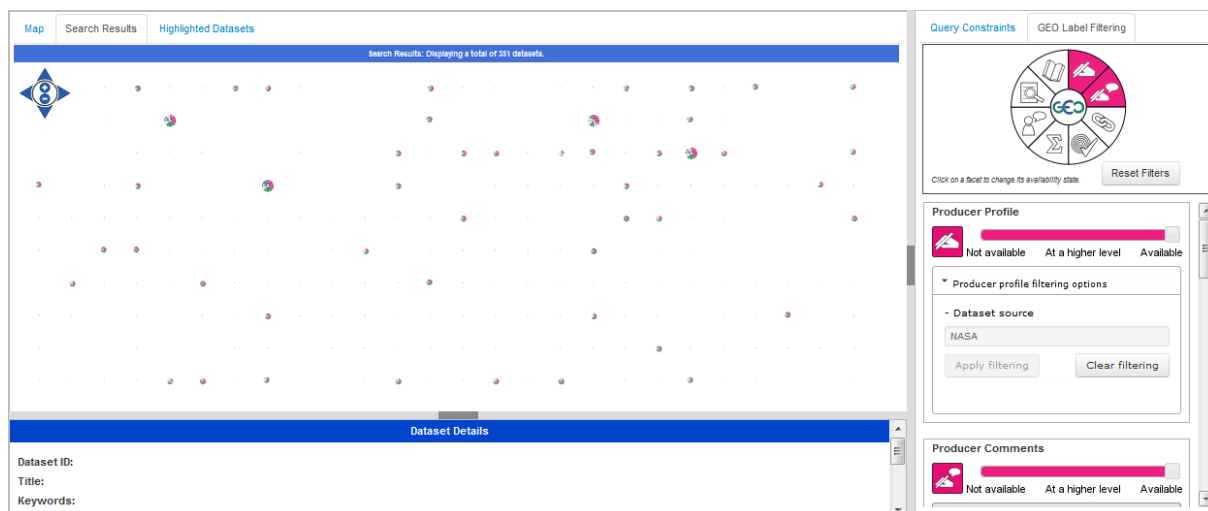 Map Search Results Highlighted Datasets
Search Results: Displaying a total of 351 datasets.
Query Constraints GEO Label Filtering
GEO
Click on a facet to change its availability state.
Reset Filters
Producer Profile
Not available At a higher level Available
Producer profile filtering options
- Dataset source
NASA
Apply filtering Clear filtering
Producer Comments
Not available At a higher level Available
Dataset Details
Dataset ID:
Title:
Keywords: